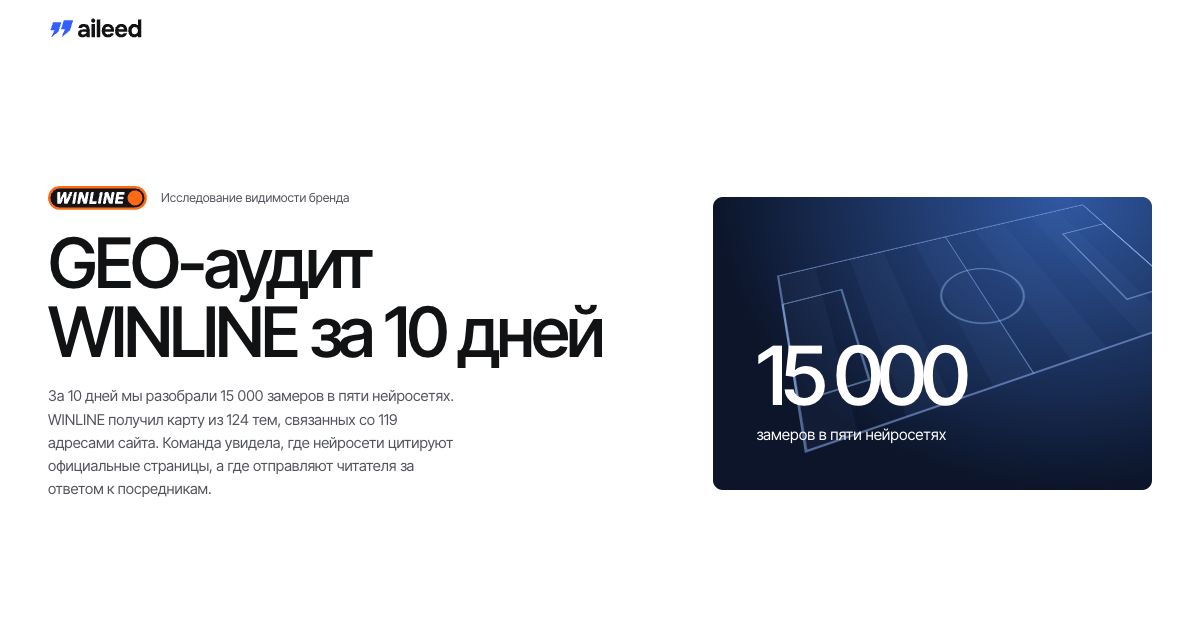 aileed
WINLINE
Исследование видимости бренда
GEO-аудит
WINLINE за 10 дней
За 10 дней мы разобрали 15 000 замеров в пяти нейросетях.
WINLINE получил карту из 124 тем, связанных со 119
адресами сайта. Команда увидела, где нейросети цитируют
официальные страницы, а где отправляют читателя за
ответом к посредникам.
15 000
замеров в пяти нейросетях